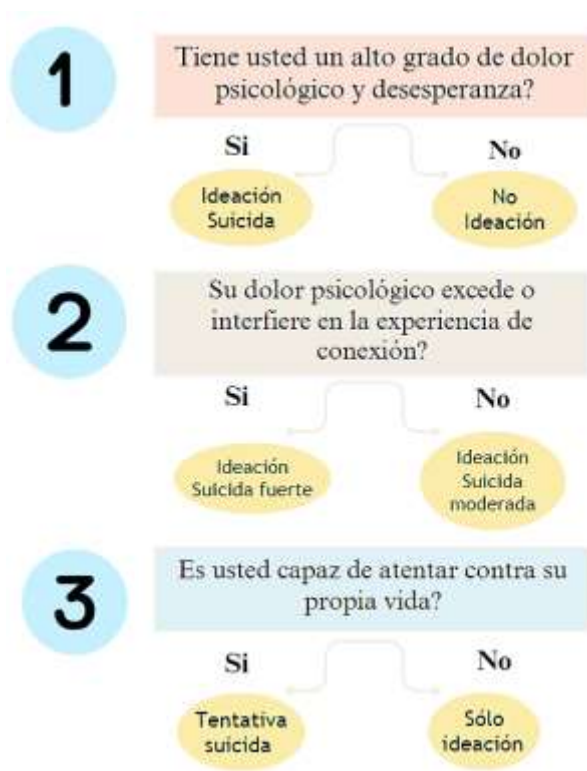 1
Tiene usted un alto grado de dolor
psicológico y desesperanza?
Si
No
Ideación
Suicida
No
Ideación
2
Su dolor psicológico excede o
interfiere en la experiencia de
conexión?
Si
No
Ideación
Suicida fuerte
Ideación
Suicida
moderada
3
Es usted capaz de atentar contra su
propia vida?
Si
No
Tentativa
suicida
Sólo
ideación